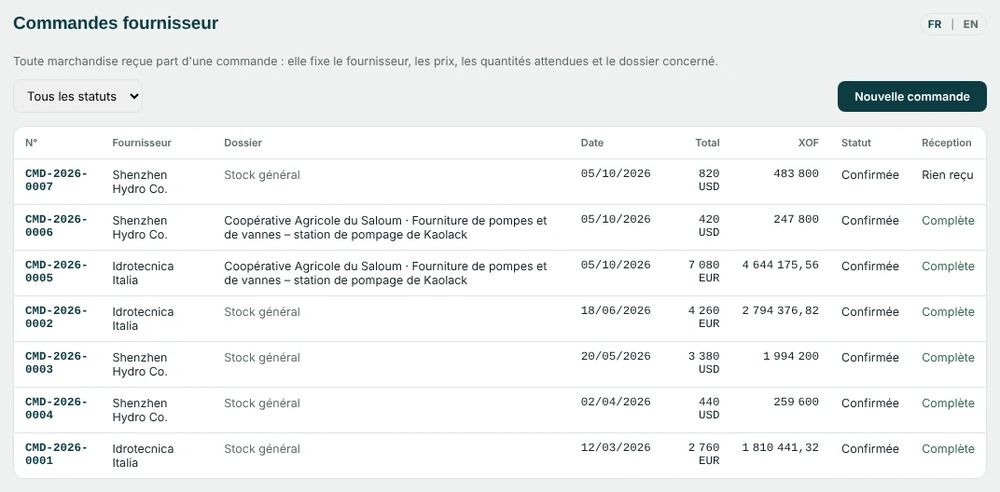 Commandes fournisseur
FR | EN
Toute marchandise reçue part d'une commande : elle fixe le fournisseur, les prix, les quantités attendues et le dossier concerné.
Tous les statuts
Nouvelle commande
N° Fournisseur Dossier Date Total XOF Statut Réception
CMD-2026- Shenzhen Stock général 05/10/2026 820 483 800 Confirmée Rien reçu
0007 Hydro Co. USD
CMD-2026- Shenzhen Coopérative Agricole du Saloum · Fourniture de pompes et 05/10/2026 420 247 800 Confirmée Complète
0006 Hydro Co. de vannes – station de pompage de Kaolack USD
CMD-2026- Idrotecnica Coopérative Agricole du Saloum · Fourniture de pompes et 05/10/2026 7 080 4 644 175,56 Confirmée Complète
0005 Italia de vannes – station de pompage de Kaolack EUR
CMD-2026- Idrotecnica Stock général 18/06/2026 4 260 2 794 376,82 Confirmée Complète
0002 Italia EUR
CMD-2026- Shenzhen Stock général 20/05/2026 3 380 1 994 200 Confirmée Complète
0003 Hydro Co. USD
CMD-2026- Shenzhen Stock général 02/04/2026 440 259 600 Confirmée Complète
0004 Hydro Co. USD
CMD-2026- Idrotecnica Stock général 12/03/2026 2 760 1 810 441,32 Confirmée Complète
0001 Italia EUR